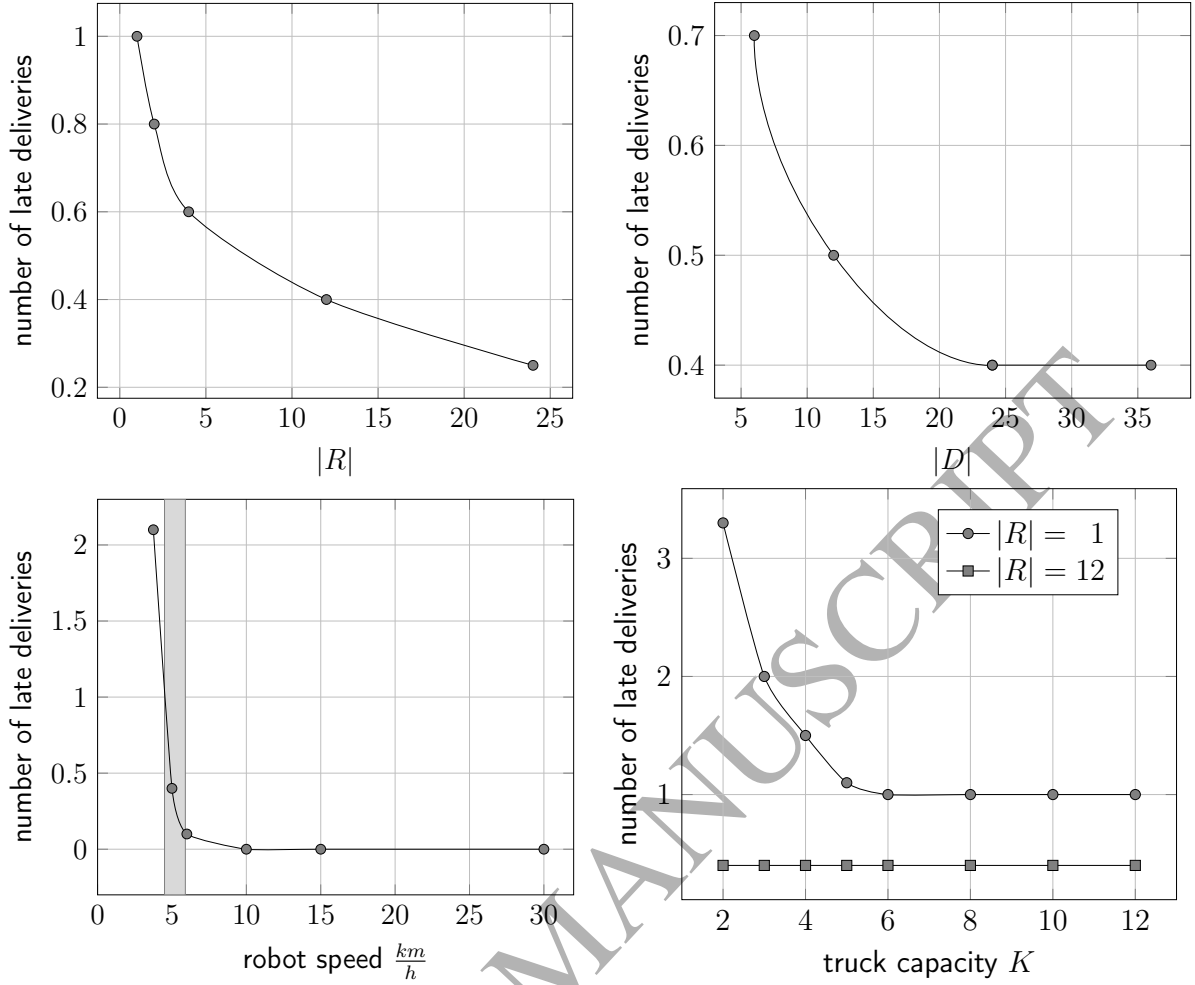 number of late deliveries
1
0.8
0.6
0.4
0.2
0 5 10 15 20 25
|R|
number of late deliveries
0.7
0.6
0.5
0.4
5 10 15 20 25 30 35
|D|
number of late deliveries
2
1.5
1
0.5
0
0 5 10 15 20 25 30
robot speed km/h
number of late deliveries
3
2
1
2 4 6 8 10 12
truck capacity K
|R| = 1
|R| = 12
MANUSCRIPT